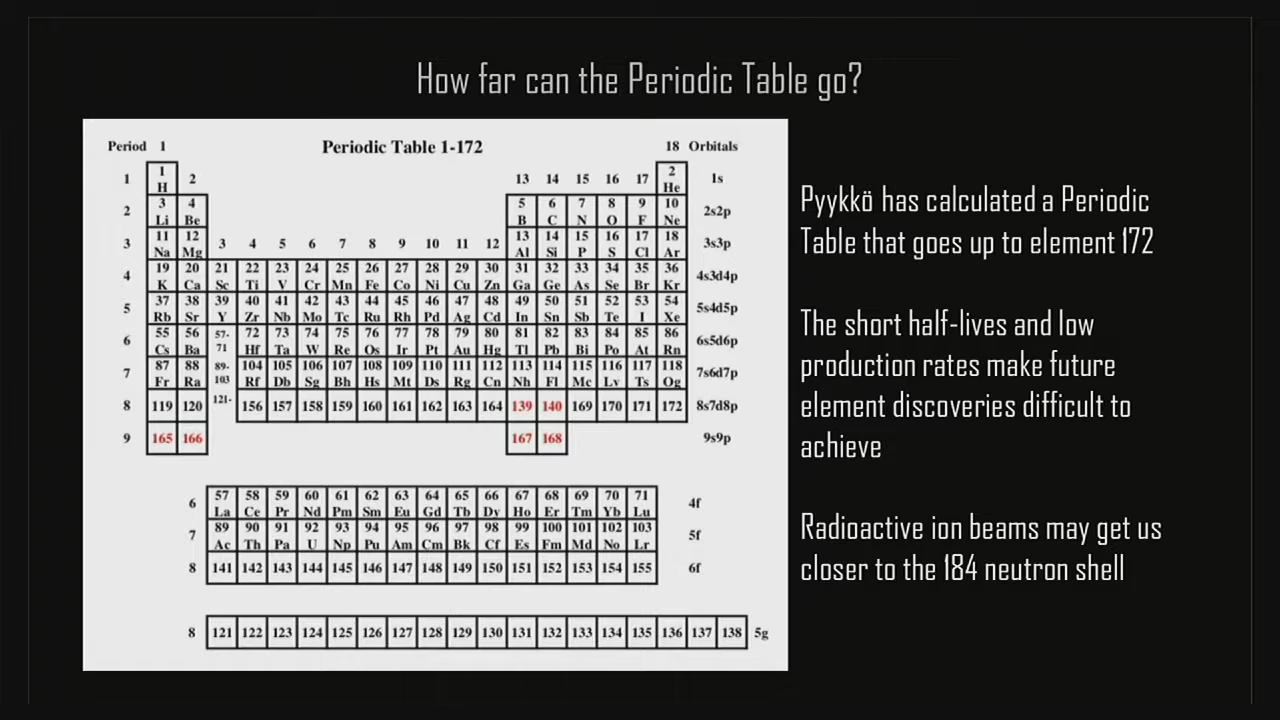 How far can the Periodic Table go?
Period 1 Periodic Table 1-172 18 Orbitals
1 1 2 13 14 15 16 17 2 1s
H He
2 3 4 5 6 7 8 9 10 2s2p
Li Be B C N O F Ne
3 11 12 3 4 5 6 7 8 9 10 11 12 13 14 15 16 17 18 3s3p
Na Mg Al Si P S Cl Ar
4 19 20 21 22 23 24 25 26 27 28 29 30 31 32 33 34 35 36 4s3d4p
K Ca Sc Ti V Cr Mn Fe Co Ni Cu Zn Ga Ge As Se Br Kr
5 37 38 39 40 41 42 43 44 45 46 47 48 49 50 51 52 53 54 5s4d5p
Rb Sr Y Zr Nb Mo Tc Ru Rh Pd Ag Cd In Sn Sb Te I Xe
6 55 56 57- 72 73 74 75 76 77 78 79 80 81 82 83 84 85 86 6s5d6p
Cs Ba 71 Hf Ta W Re Os Ir Pt Au Hg Tl Pb Bi Po At Rn
7 87 88 89- 104 105 106 107 108 109 110 111 112 113 114 115 116 117 118 7s6d7p
Fr Ra 103 Rf Db Sg Bh Hs Mt Ds Rg Cn Nh Fl Mc Lv Ts Og
8 119 120 121- 156 157 158 159 160 161 162 163 164 139 140 169 170 171 172 8s7d8p
9 165 166 167 168 9s9p
6 57 58 59 60 61 62 63 64 65 66 67 68 69 70 71 4f
La Ce Pr Nd Pm Sm Eu Gd Tb Dy Ho Er Tm Yb Lu
7 89 90 91 92 93 94 95 96 97 98 99 100 101 102 103 5f
Ac Th Pa U Np Pu Am Cm Bk Cf Es Fm Md No Lr
8 141 142 143 144 145 146 147 148 149 150 151 152 153 154 155 6f
8 121 122 123 124 125 126 127 128 129 130 131 132 133 134 135 136 137 138 5g
Pyykkö has calculated a Periodic
Table that goes up to element 172
The short half-lives and low
production rates make future
element discoveries difficult to
achieve
Radioactive ion beams may get us
closer to the 184 neutron shell